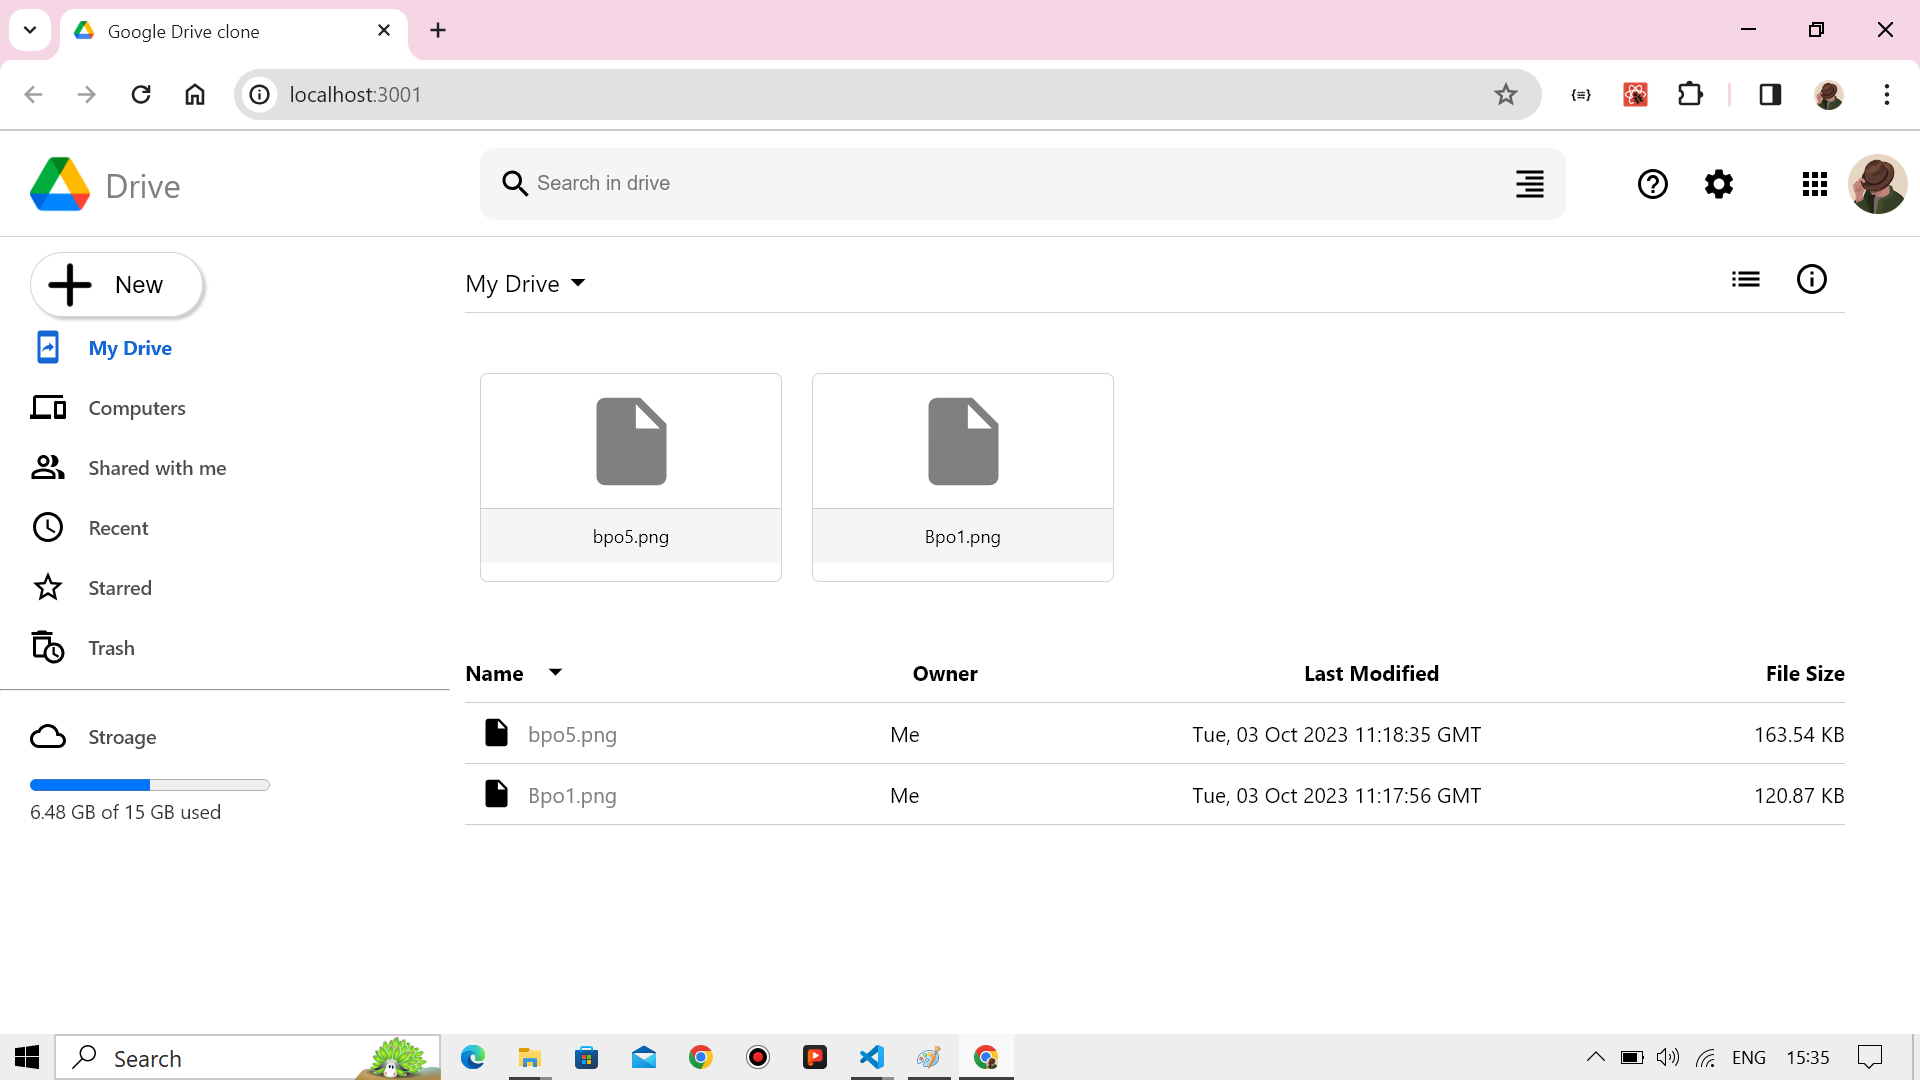 Google Drive clone
localhost:3001
Drive
Search in drive
New
My Drive
My Drive
Computers
Shared with me
Recent
Starred
Trash
Stroage
6.48 GB of 15 GB used
bpo5.png
Bpo1.png
Name Owner Last Modified File Size
bpo5.png Me Tue, 03 Oct 2023 11:18:35 GMT 163.54 KB
Bpo1.png Me Tue, 03 Oct 2023 11:17:56 GMT 120.87 KB
Search
ENG 15:35